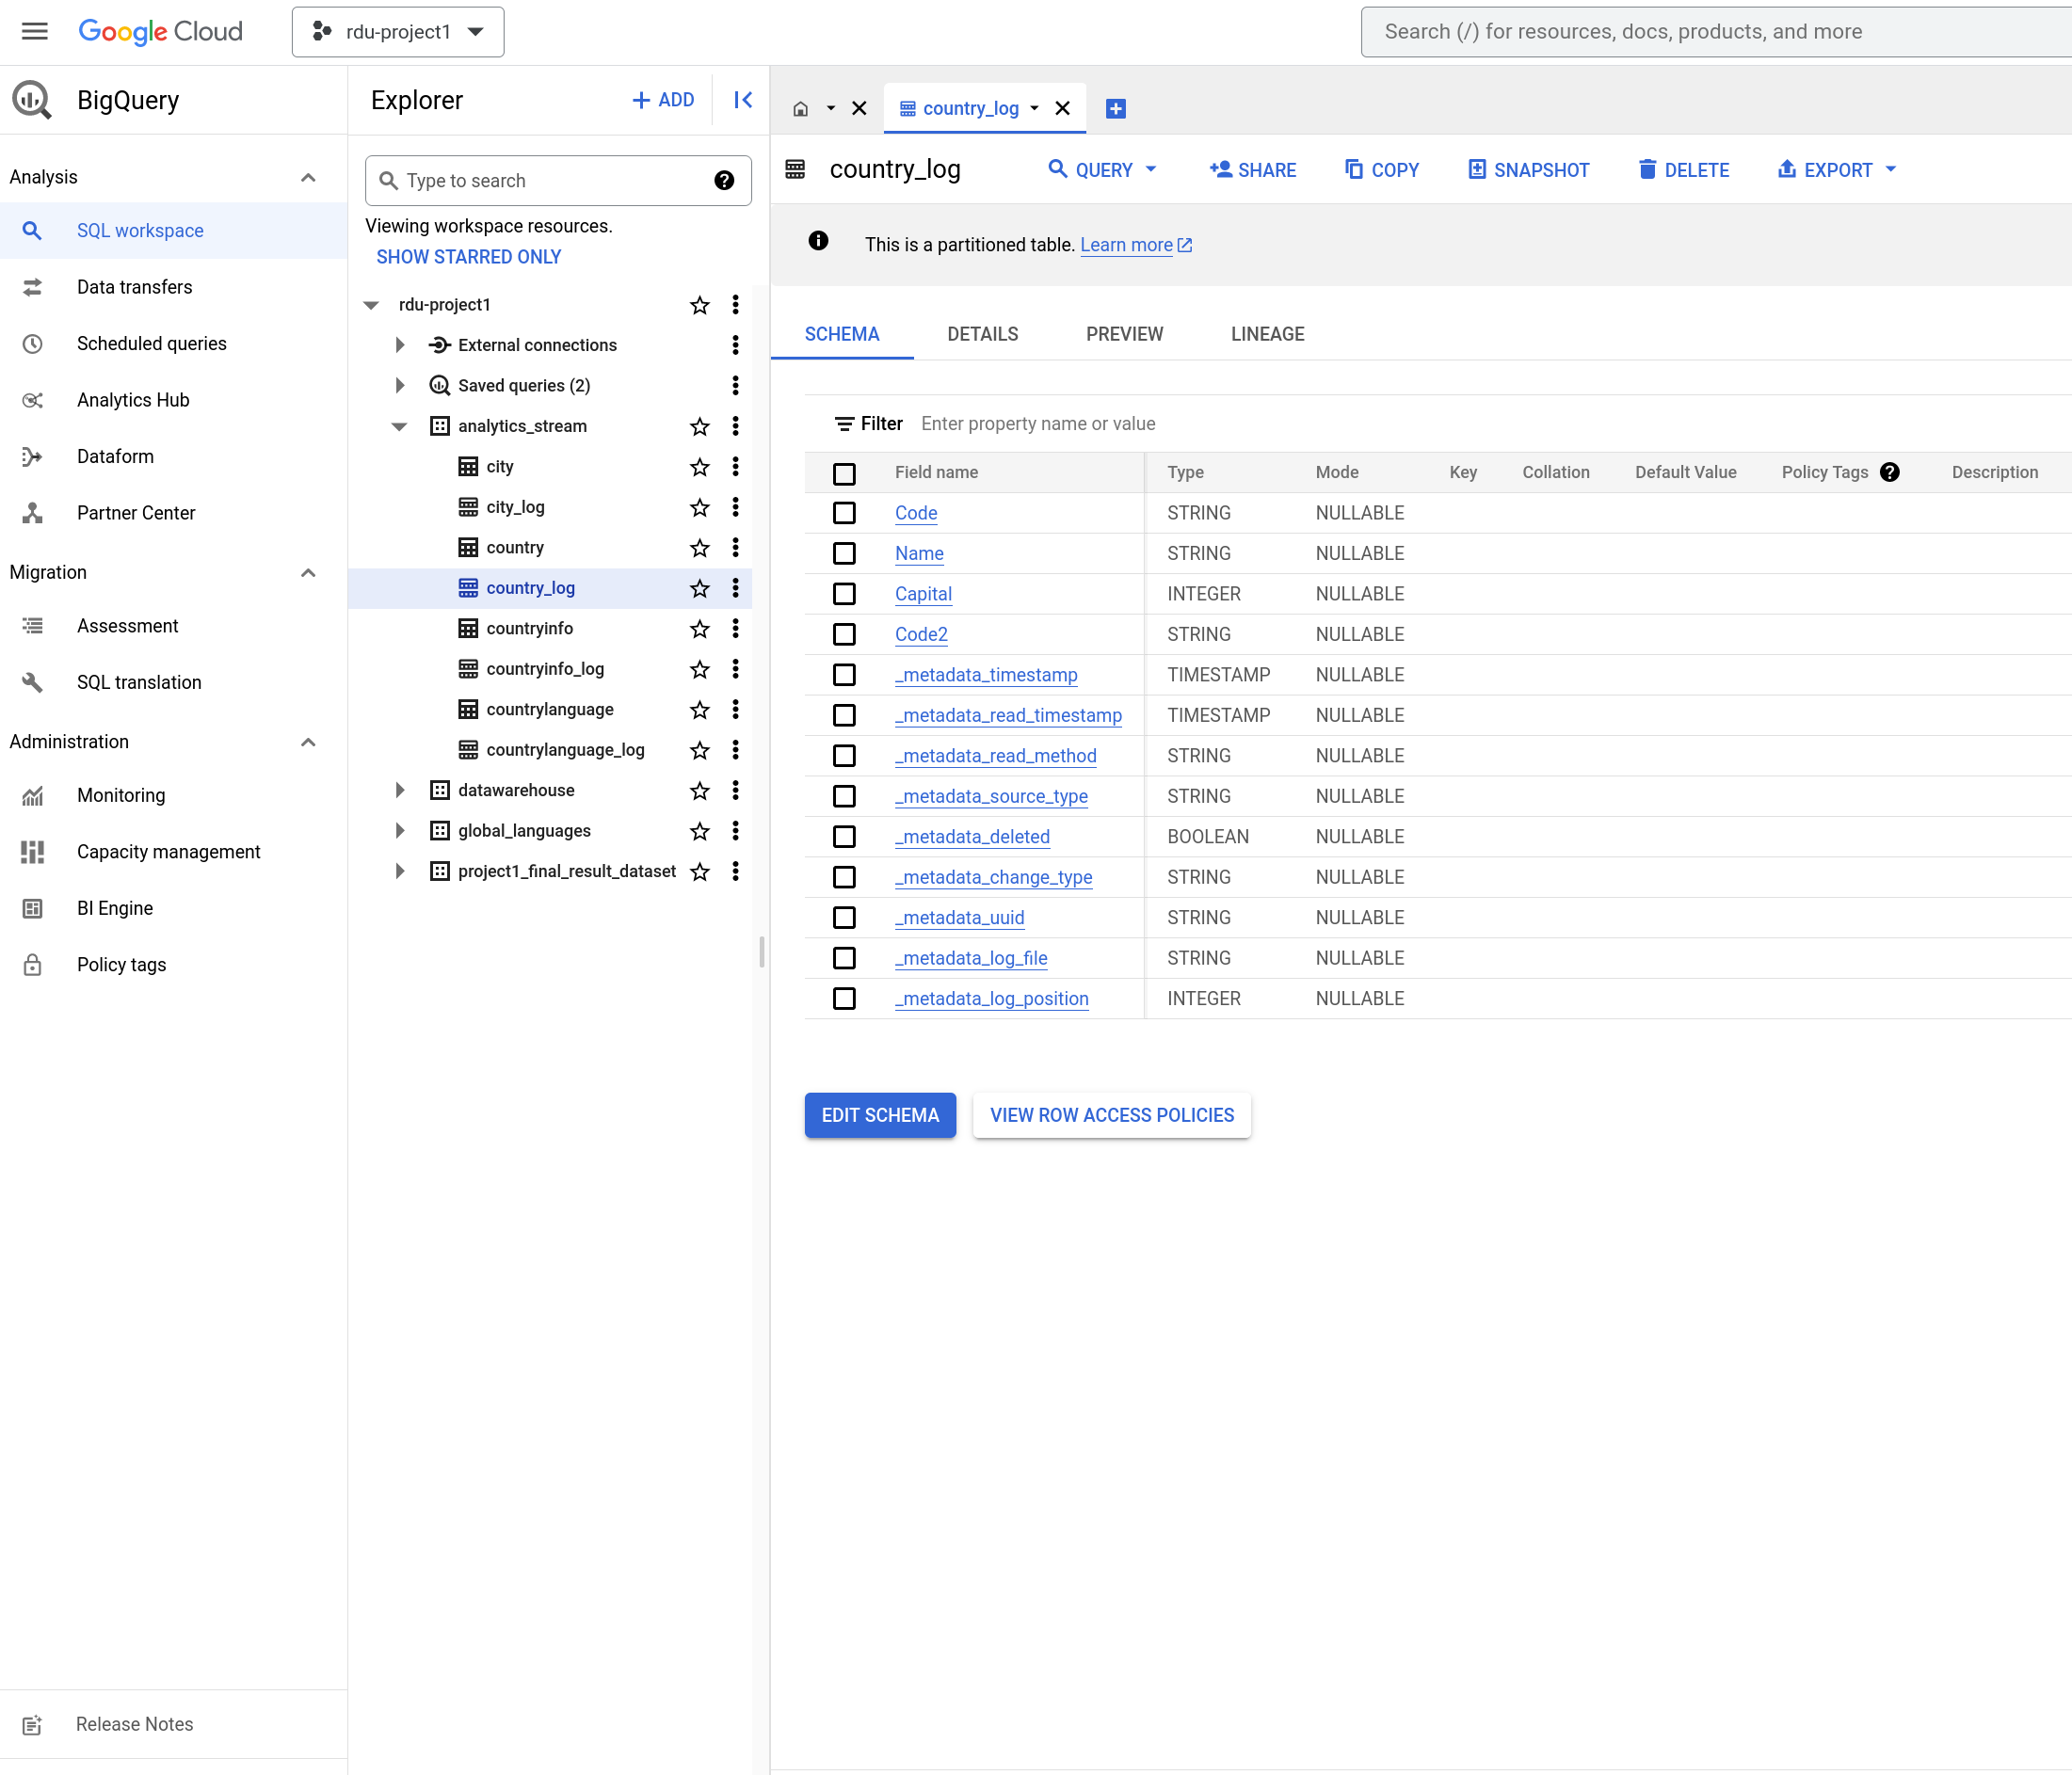 Google Cloud
rdu-project1
Search (/) for resources, docs, products, and more
BigQuery
Analysis
SQL workspace
Data transfers
Scheduled queries
Analytics Hub
Dataform
Partner Center
Migration
Assessment
SQL translation
Administration
Monitoring
Capacity management
BI Engine
Policy tags
Release Notes
Explorer
+ ADD
Type to search
Viewing workspace resources.
SHOW STARRED ONLY
rdu-project1
External connections
Saved queries (2)
analytics_stream
city
city_log
country
country_log
countryinfo
countryinfo_log
countrylanguage
countrylanguage_log
datawarehouse
global_languages
project1_final_result_dataset
country_log
country_log
QUERY
SHARE
COPY
SNAPSHOT
DELETE
EXPORT
This is a partitioned table. Learn more
SCHEMA DETAILS PREVIEW LINEAGE
Filter Enter property name or value
Field name Type Mode Key Collation Default Value Policy Tags Description
Code STRING NULLABLE
Name STRING NULLABLE
Capital INTEGER NULLABLE
Code2 STRING NULLABLE
_metadata_timestamp TIMESTAMP NULLABLE
_metadata_read_timestamp TIMESTAMP NULLABLE
_metadata_read_method STRING NULLABLE
_metadata_source_type STRING NULLABLE
_metadata_deleted BOOLEAN NULLABLE
_metadata_change_type STRING NULLABLE
_metadata_uuid STRING NULLABLE
_metadata_log_file STRING NULLABLE
_metadata_log_position INTEGER NULLABLE
EDIT SCHEMA
VIEW ROW ACCESS POLICIES